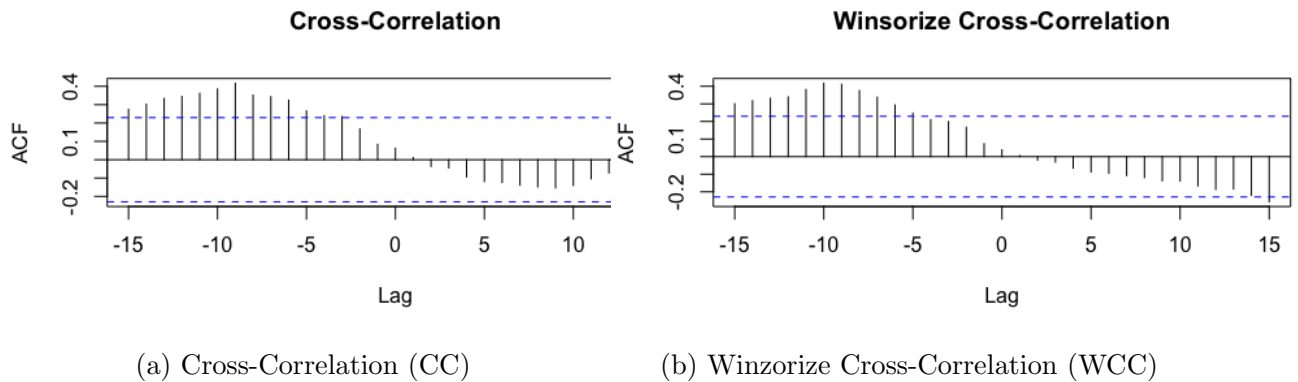 Cross-Correlation
ACF
0.4
0.1
-0.2
-15 -10 -5 0 5 10
Lag
(a) Cross-Correlation (CC)
Winsorize Cross-Correlation
ACF
0.4
0.1
-0.2
-15 -10 -5 0 5 10 15
Lag
(b) Winzorize Cross-Correlation (WCC)